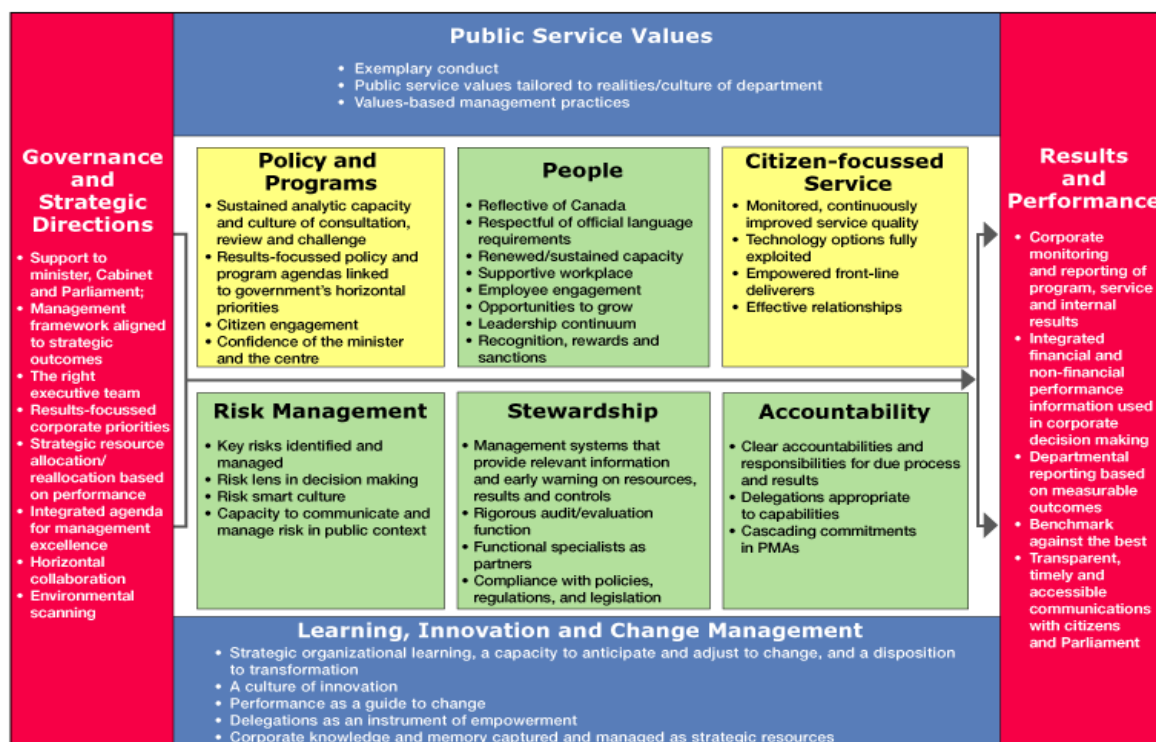 Public Service Values
• Exemplary conduct
• Public service values tailored to realities/culture of department
• Values-based management practices
Governance
and
Strategic
Directions
• Support to
minister, Cabinet
and Parliament;
• Management
framework aligned
to strategic
outcomes
• The right
executive team
• Results-focussed
corporate priorities
• Strategic resource
allocation/
reallocation based
on performance
• Integrated agenda
for management
excellence
• Horizontal
collaboration
• Environmental
scanning
Policy and
Programs
• Sustained analytic capacity
and culture of consultation,
review and challenge
• Results-focussed policy and
program agendas linked
to government's horizontal
priorities
• Citizen engagement
• Confidence of the minister
and the centre
People
• Reflective of Canada
• Respectful of official language
requirements
• Renewed/sustained capacity
• Supportive workplace
• Employee engagement
• Opportunities to grow
• Leadership continuum
• Recognition, rewards and
sanctions
Citizen-focussed
Service
• Monitored, continuously
improved service quality
• Technology options fully
exploited
• Empowered front-line
deliverers
• Effective relationships
Risk Management
• Key risks identified and
managed
• Risk lens in decision making
• Risk smart culture
• Capacity to communicate and
manage risk in public context
Stewardship
• Management systems that
provide relevant information
and early warning on resources,
results and controls
• Rigorous audit/evaluation
function
• Functional specialists as
partners
• Compliance with policies,
regulations, and legislation
Accountability
• Clear accountabilities and
responsibilities for due process
and results
• Delegations appropriate
to capabilities
• Cascading commitments
in PMAs
Results
and
Performance
• Corporate
monitoring
and reporting of
program, service
and internal
results
• Integrated
financial and
non-financial
performance
information used
in corporate
decision making
• Departmental
reporting based
on measurable
outcomes
• Benchmark
against the best
• Transparent,
timely and
accessible
communications
with citizens
and Parliament
Learning, Innovation and Change Management
• Strategic organizational learning, a capacity to anticipate and adjust to change, and a disposition
to transformation
• A culture of innovation
• Performance as a guide to change
• Delegations as an instrument of empowerment
• Corporate knowledge and memory captured and managed as strategic resources